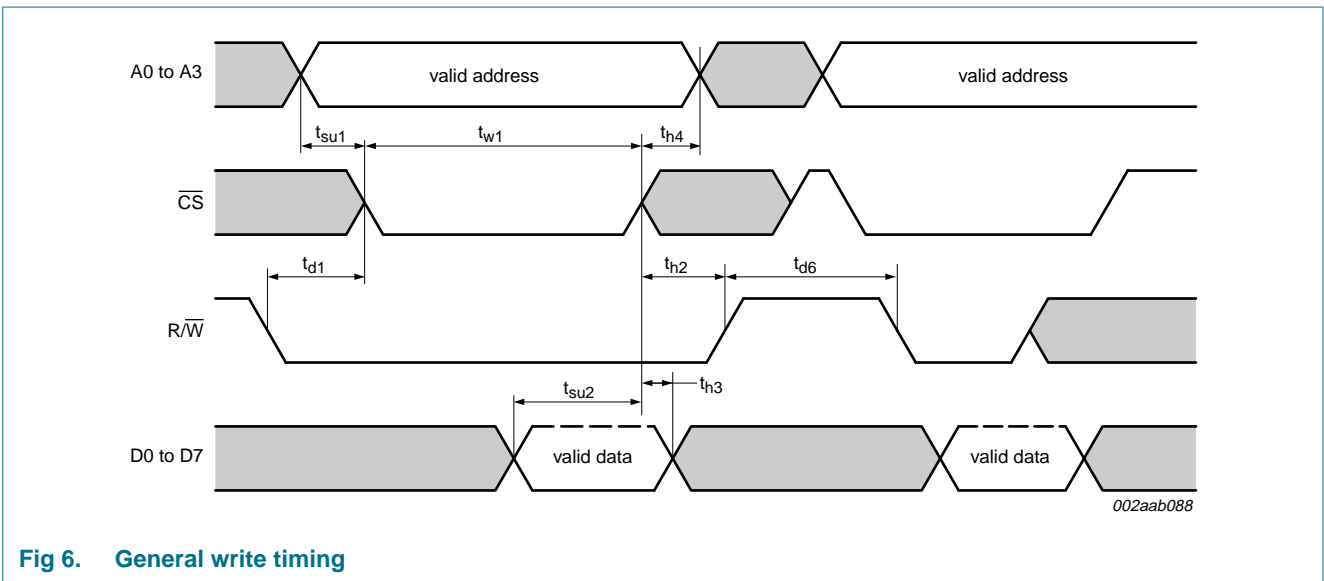 A0 to A3 valid address valid address
tsu1 tw1 th4
CS
td1 th2 td6
R/W
tsu2 th3
D0 to D7 valid data valid data
002aab088
Fig 6. General write timing